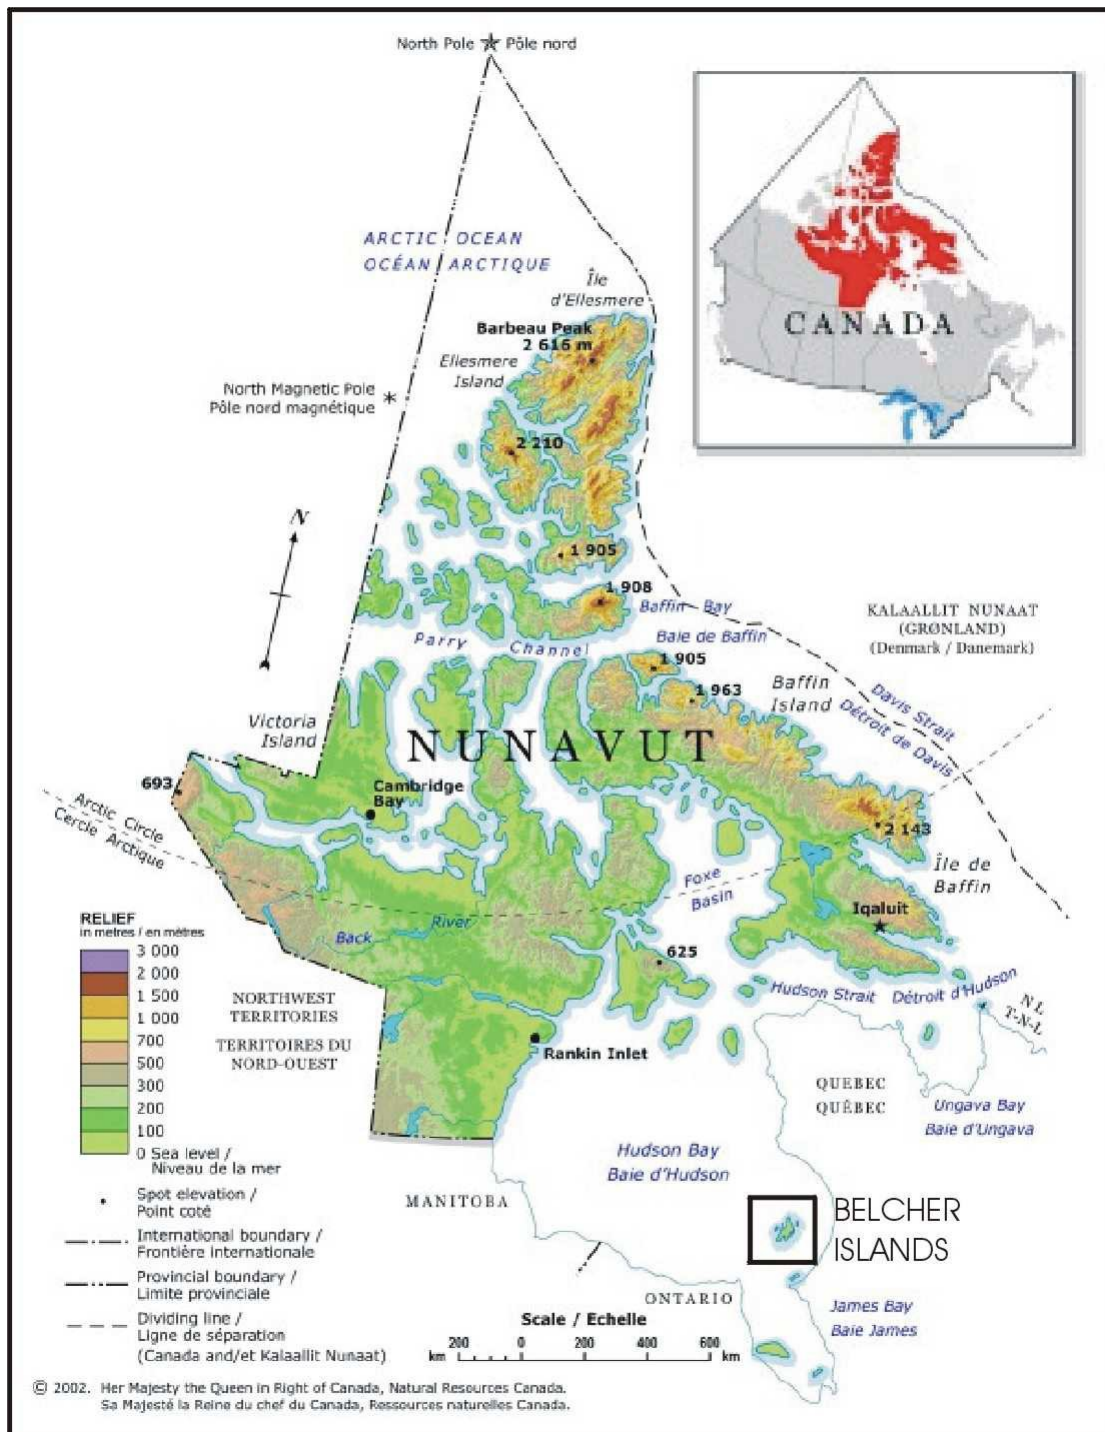 North Pole Pôle nord
CANADA
ARCTIC OCEAN
OCÉAN ARCTIQUE
Île
d'Ellesmere
Barbeau Peak
2 616 m
Ellesmere
Island
North Magnetic Pole
Pôle nord magnétique
2 210
N
1 905
1 908
Baffin Bay
Baie de Baffin
KALAALLIT NUNAAT
(GRØNLAND)
(Denmark / Danemark)
Parry Channel
1 905
1 963
Baffin
Island
Davis Strait
Détroit de Davis
Victoria
Island
NUNAVUT
693
Cambridge
Bay
Arctic Circle
Cercle Arctique
2 143
Île de
Baffin
Foxe
Basin
Iqaluit
Back River
625
RELIEF
in metres / en mètres
3 000
2 000
1 500
1 000
700
500
300
200
100
0 Sea level /
Niveau de la mer
NORTHWEST
TERRITORIES
TERRITOIRES DU
NORD-OUEST
Hudson Strait Détroit d'Hudson
NL
T-N-L
Rankin Inlet
QUEBEC
QUÉBEC
Ungava Bay
Baie d'Ungava
Hudson Bay
Baie d'Hudson
MANITOBA
BELCHER
ISLANDS
Spot elevation /
Point coté
International boundary /
Frontière internationale
Provincial boundary /
Limite provinciale
Dividing line /
Ligne de séparation
(Canada and/et Kalaallit Nunaat)
ONTARIO
James Bay
Baie James
Scale / Echelle
km 200 0 200 400 600 km
© 2002. Her Majesty the Queen in Right of Canada, Natural Resources Canada.
Sa Majesté la Reine du chef du Canada, Ressources naturelles Canada.